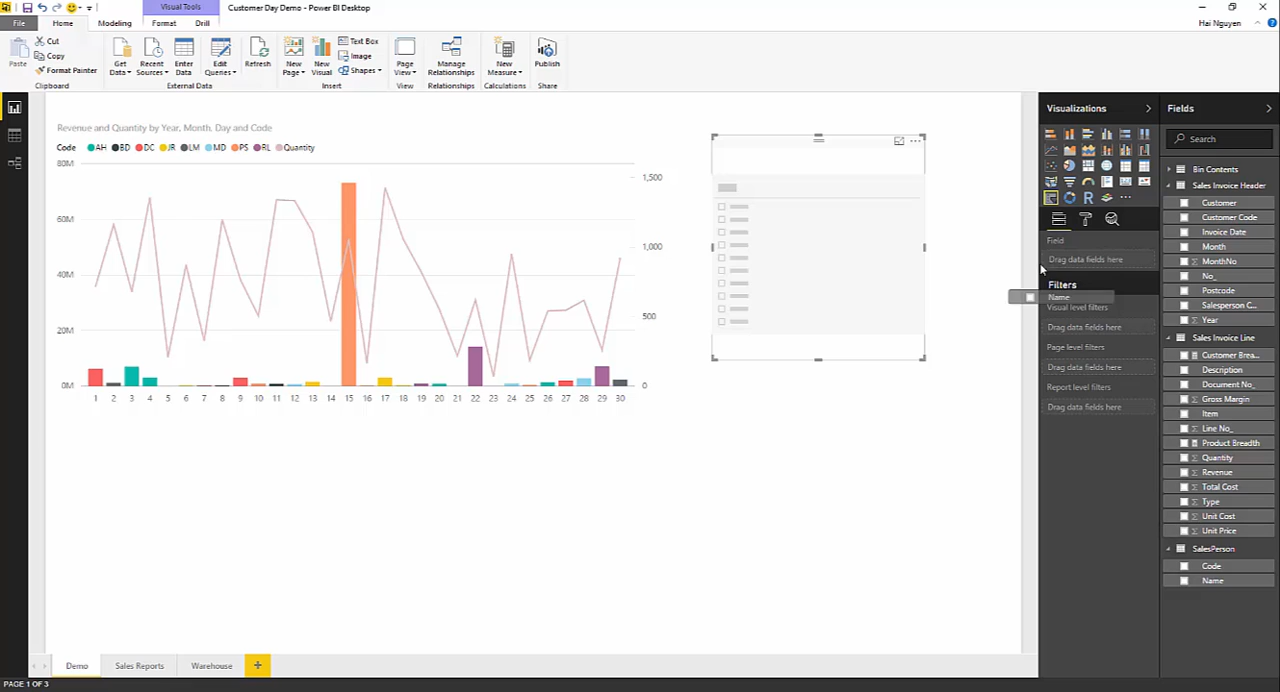 Visual Tools
Customer Day Demo - Power BI Desktop
File Home Modeling Format Drill
Hai Nguyen
Paste
Cut
Copy
Format Painter
Get Data
Recent Sources
Enter Data
Edit Queries
Refresh
New Page
New Visual
Text Box
Image
Shapes
Page View
Manage Relationships
New Measure
Publish
Clipboard
External Data
Insert
View
Relationships
Calculations
Share
Revenue and Quantity by Year, Month, Day and Code
Code AH BD DC JR LM MD PS RL Quantity
80M
60M
40M
20M
0M
1,500
1,000
500
0
1 2 3 4 5 6 7 8 9 10 11 12 13 14 15 16 17 18 19 20 21 22 23 24 25 26 27 28 29 30
Visualizations
Field
Drag data fields here
Filters
Name
Visual level filters
Drag data fields here
Page level filters
Drag data fields here
Report level filters
Drag data fields here
Fields
Search
Bin Contents
Sales Invoice Header
Customer
Customer Code
Invoice Date
Month
MonthNo
No_
Postcode
Salesperson C...
Year
Sales Invoice Line
Customer Brea...
Description
Document No_
Gross Margin
Item
Line No_
Product Breadth
Quantity
Revenue
Total Cost
Type
Unit Cost
Unit Price
SalesPerson
Code
Name
Demo
Sales Reports
Warehouse
+
PAGE 1 OF 3